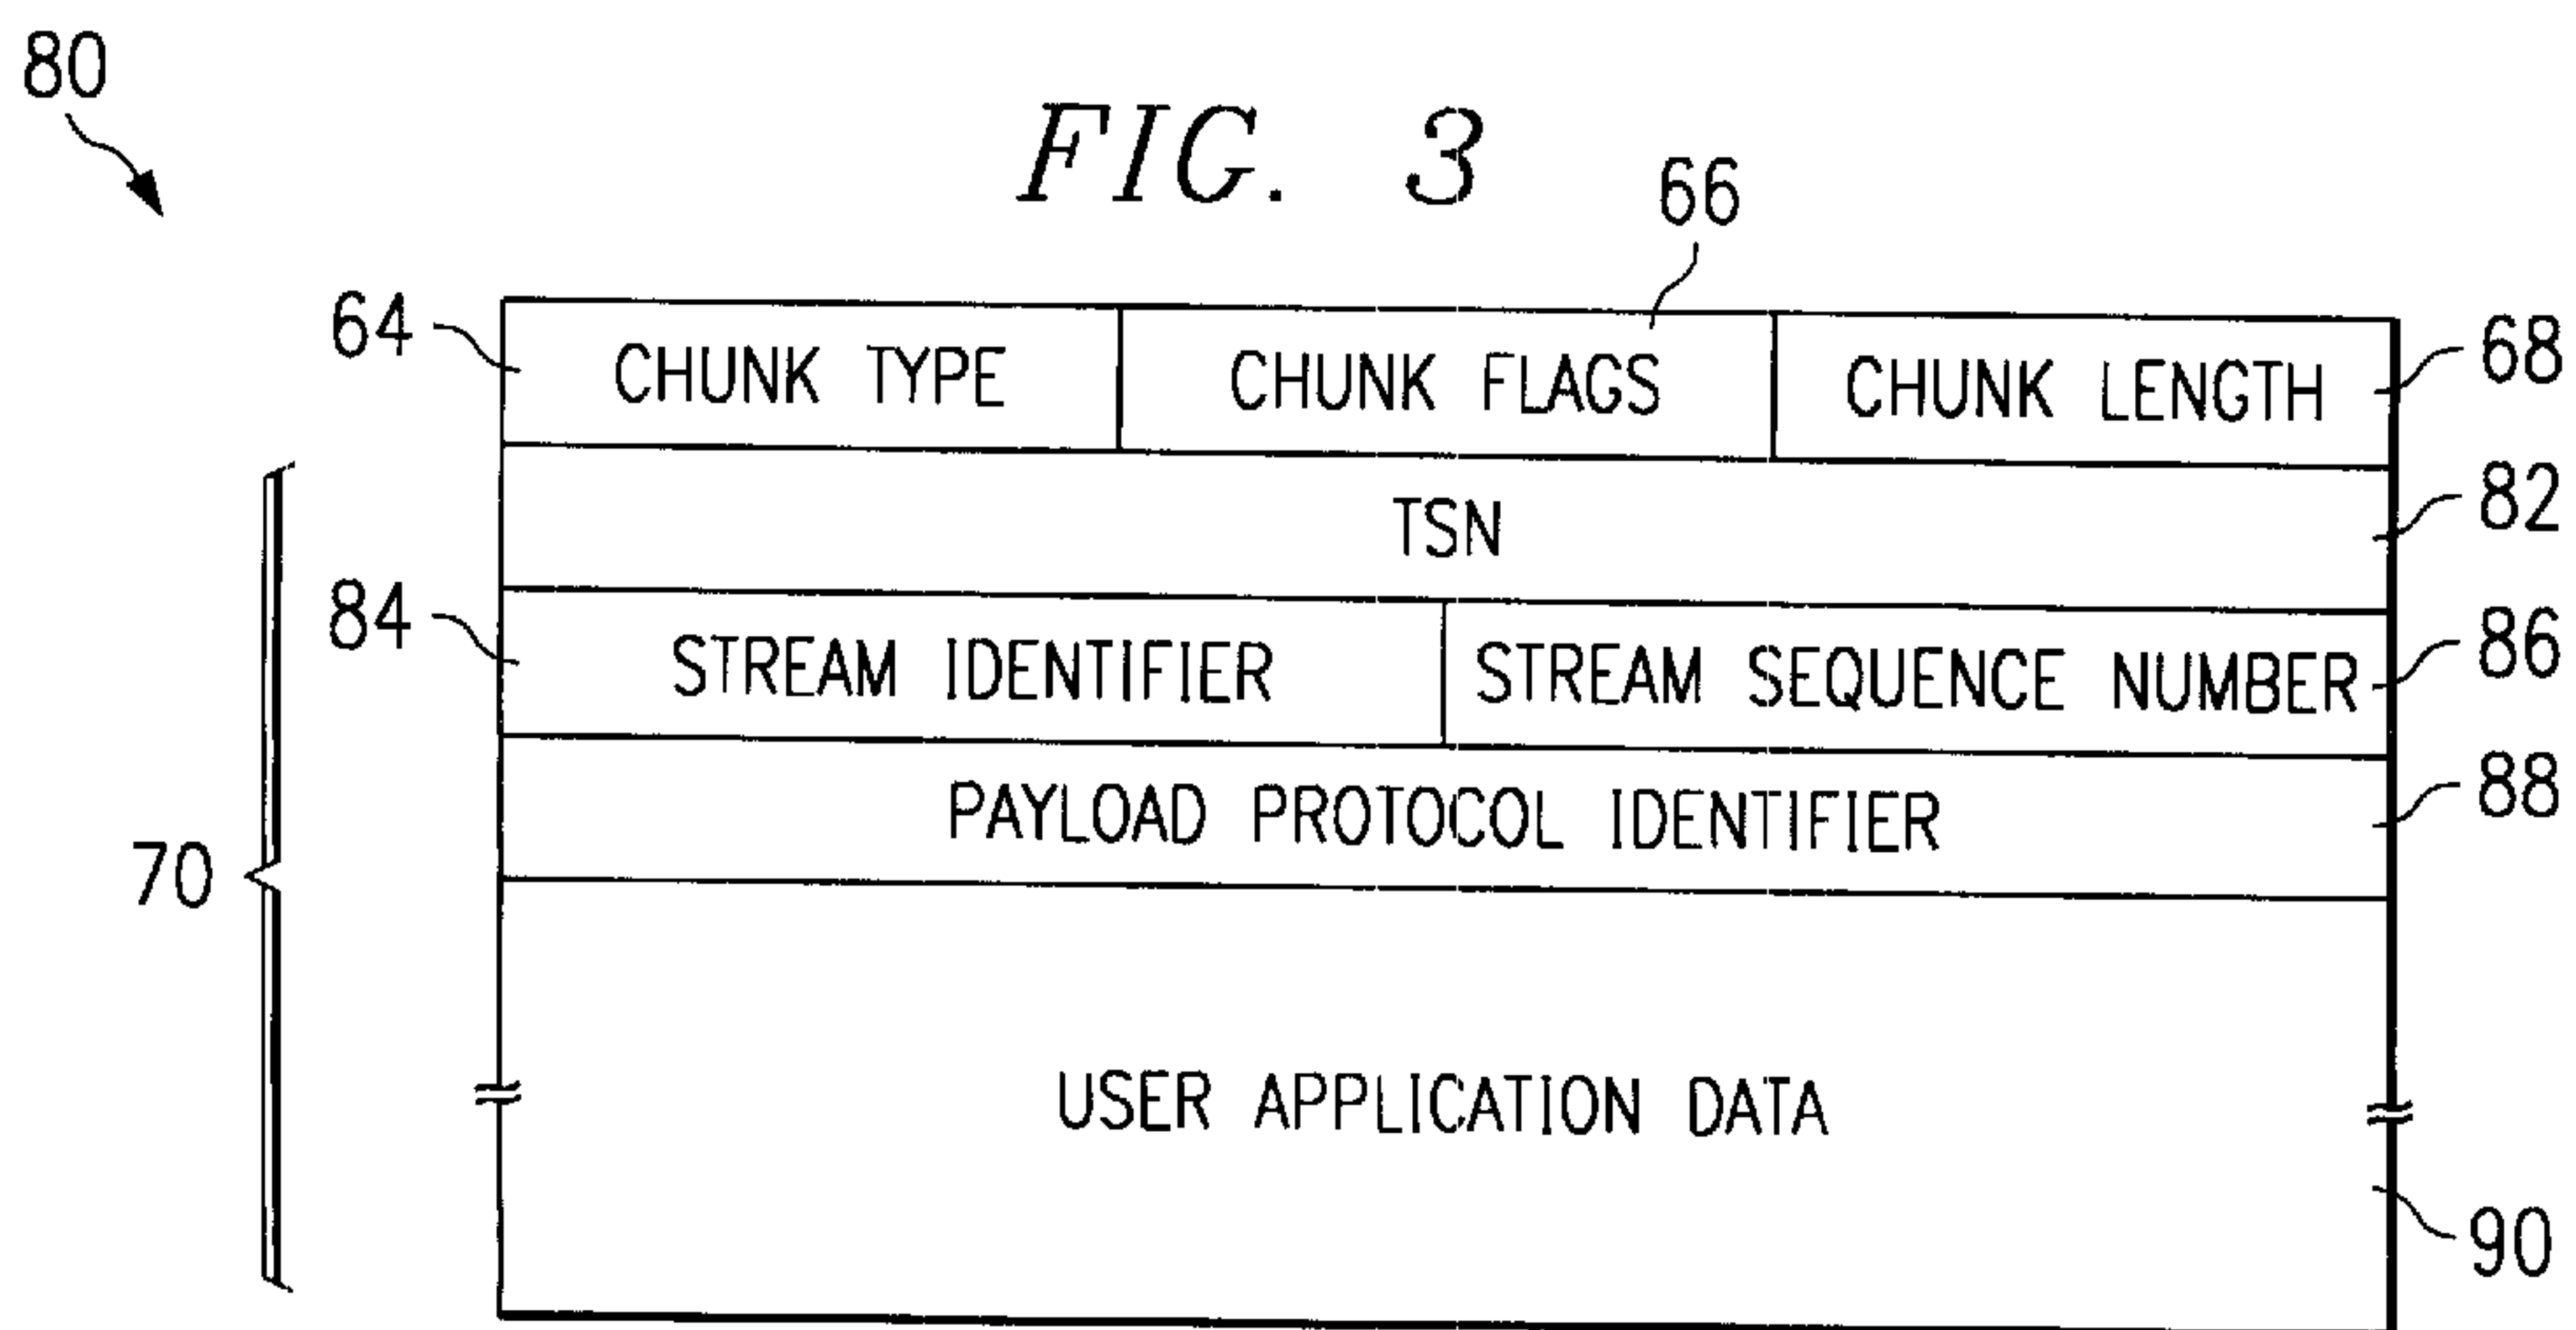 80
FIG. 3
66
64 CHUNK TYPE CHUNK FLAGS CHUNK LENGTH 68
TSN 82
84 STREAM IDENTIFIER STREAM SEQUENCE NUMBER 86
PAYLOAD PROTOCOL IDENTIFIER 88
70
USER APPLICATION DATA
90